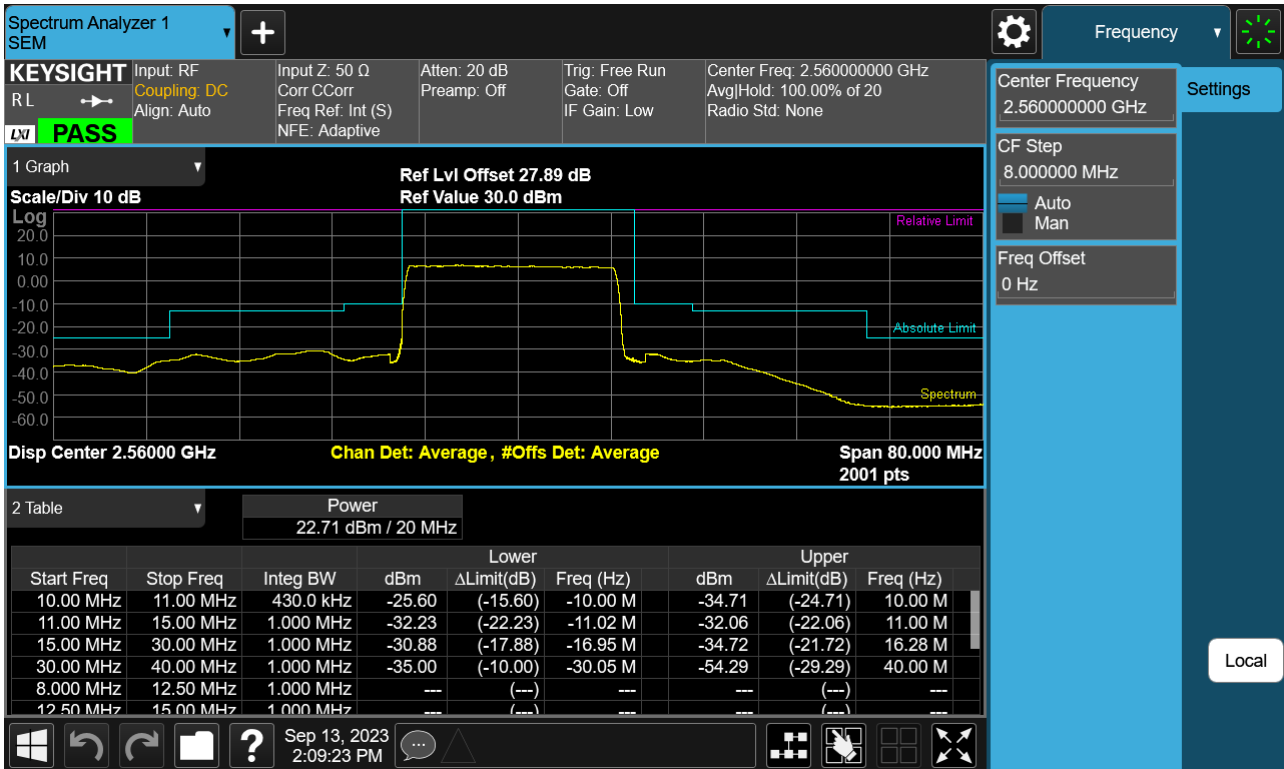 Spectrum Analyzer 1
SEM
Frequency
KEYSIGHT
RL
LXI PASS
Input: RF
Coupling: DC
Align: Auto
Input Z: 50 Ω
Corr CCorr
Freq Ref: Int (S)
NFE: Adaptive
Atten: 20 dB
Preamp: Off
Trig: Free Run
Gate: Off
IF Gain: Low
Center Freq: 2.560000000 GHz
Avg|Hold: 100.00% of 20
Radio Std: None
Center Frequency
2.560000000 GHz
Settings
CF Step
8.000000 MHz
Auto
Man
Freq Offset
0 Hz
1 Graph
Scale/Div 10 dB
Ref Lvl Offset 27.89 dB
Ref Value 30.0 dBm
Log
20.0
10.0
0.00
-10.0
-20.0
-30.0
-40.0
-50.0
-60.0
Relative Limit
Absolute Limit
Spectrum
Disp Center 2.56000 GHz
Chan Det: Average , #Offs Det: Average
Span 80.000 MHz
2001 pts
2 Table
Power
22.71 dBm / 20 MHz
Lower Upper
Start Freq Stop Freq Integ BW dBm ΔLimit(dB) Freq (Hz) dBm ΔLimit(dB) Freq (Hz)
10.00 MHz 11.00 MHz 430.0 kHz -25.60 (-15.60) -10.00 M -34.71 (-24.71) 10.00 M
11.00 MHz 15.00 MHz 1.000 MHz -32.23 (-22.23) -11.02 M -32.06 (-22.06) 11.00 M
15.00 MHz 30.00 MHz 1.000 MHz -30.88 (-17.88) -16.95 M -34.72 (-21.72) 16.28 M
30.00 MHz 40.00 MHz 1.000 MHz -35.00 (-10.00) -30.05 M -54.29 (-29.29) 40.00 M
8.000 MHz 12.50 MHz 1.000 MHz --- (---) --- --- (---) ---
12.50 MHz 15.00 MHz 1.000 MHz --- (---) --- --- (---) ---
Local
?
Sep 13, 2023
2:09:23 PM